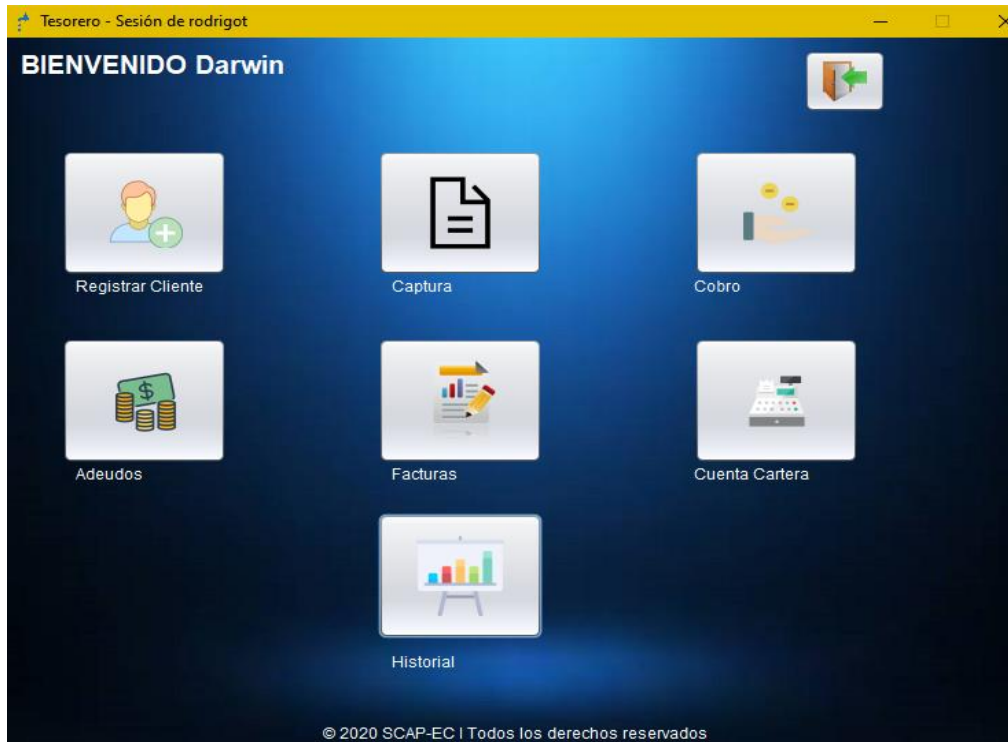 Tesorero - Sesión de rodrigot
BIENVENIDO Darwin
Registrar Cliente
Captura
Cobro
Adeudos
Facturas
Cuenta Cartera
Historial
© 2020 SCAP-EC | Todos los derechos reservados